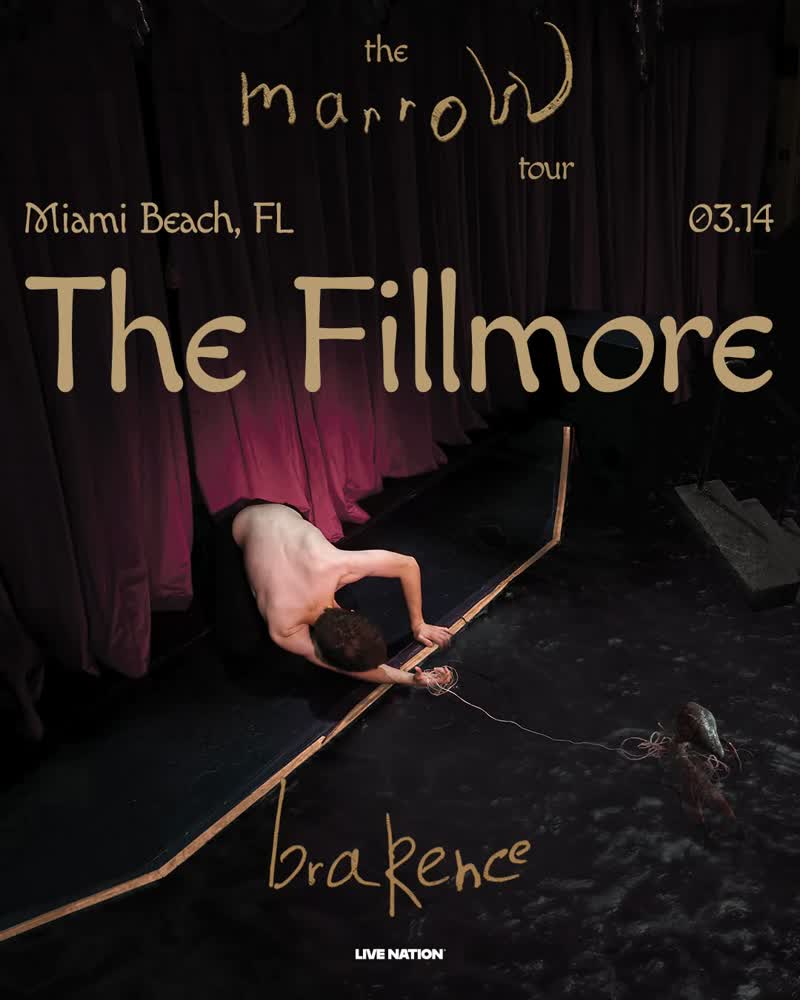 the
marrow
tour
Miami Beach, FL
03.14
The Fillmore
brakence
LIVE NATION